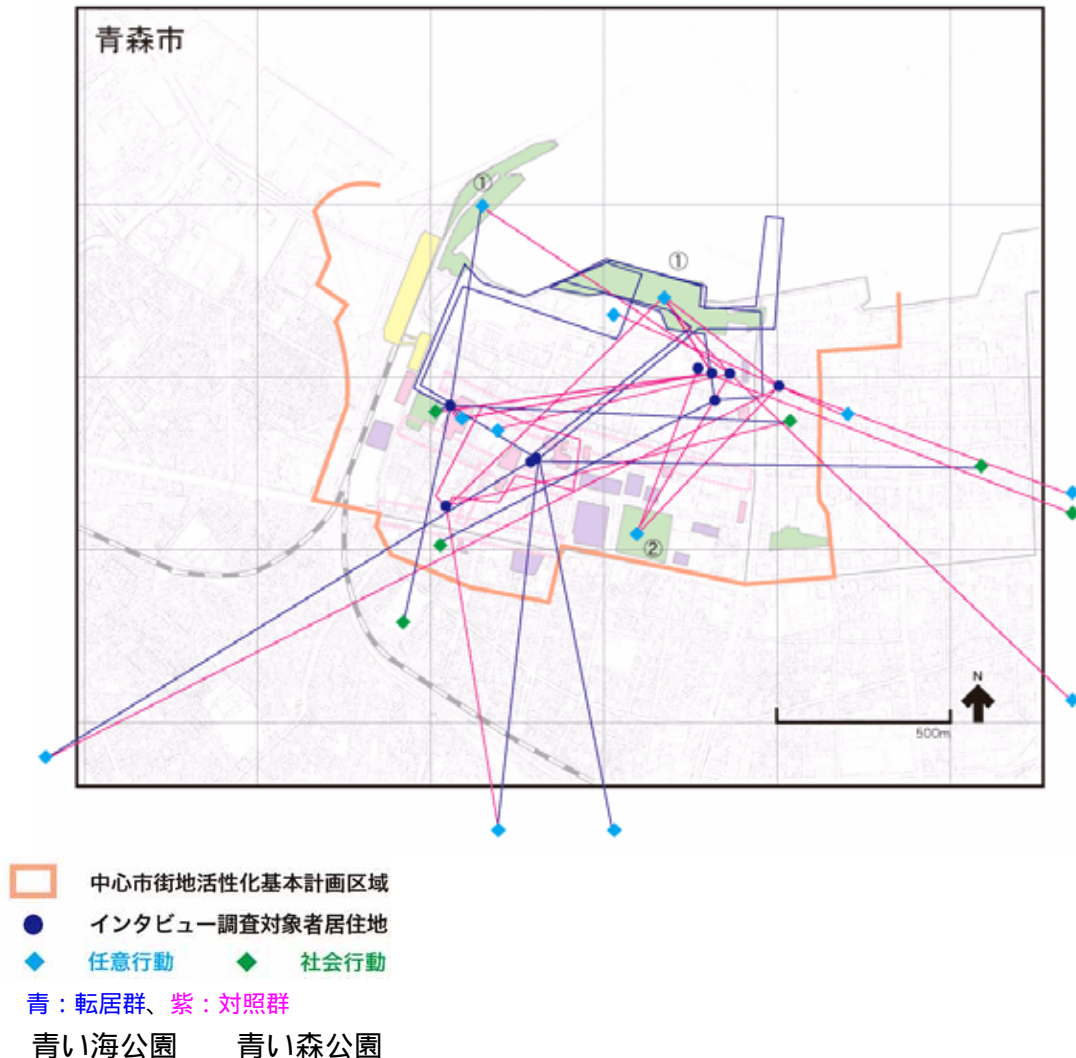 青森市
①
①
②
N
500m
中心市街地活性化基本計画区域
インタビュー調査対象者居住地
任意行動 社会行動
青：転居群、紫：対照群
青い海公園 青い森公園